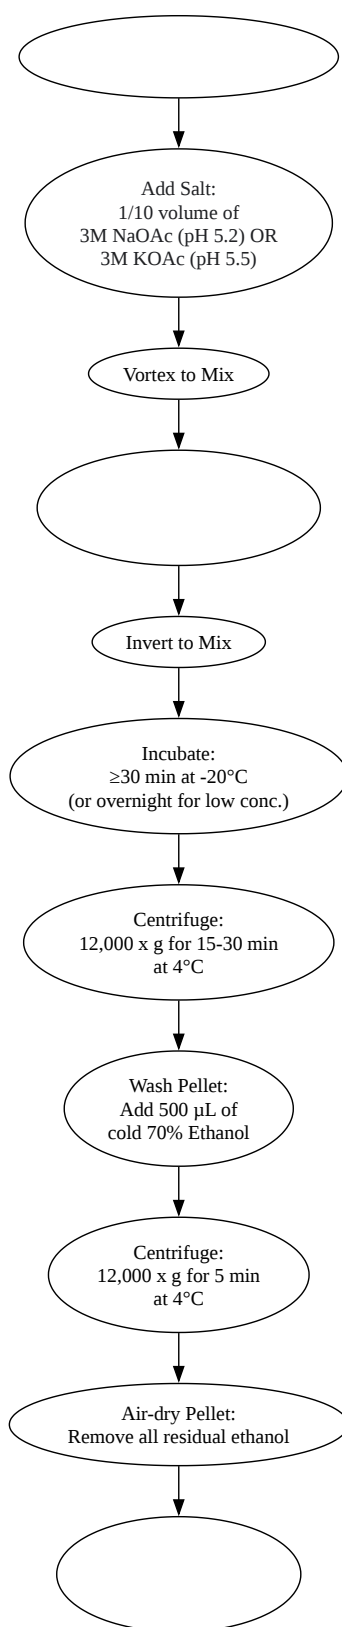 Add Salt:
1/10 volume of
3M NaOAc (pH 5.2) OR
3M KOAc (pH 5.5)
Vortex to Mix
Invert to Mix
Incubate:
≥30 min at -20°C
(or overnight for low conc.)
Centrifuge:
12,000 x g for 15-30 min
at 4°C
Wash Pellet:
Add 500 µL of
cold 70% Ethanol
Centrifuge:
12,000 x g for 5 min
at 4°C
Air-dry Pellet:
Remove all residual ethanol